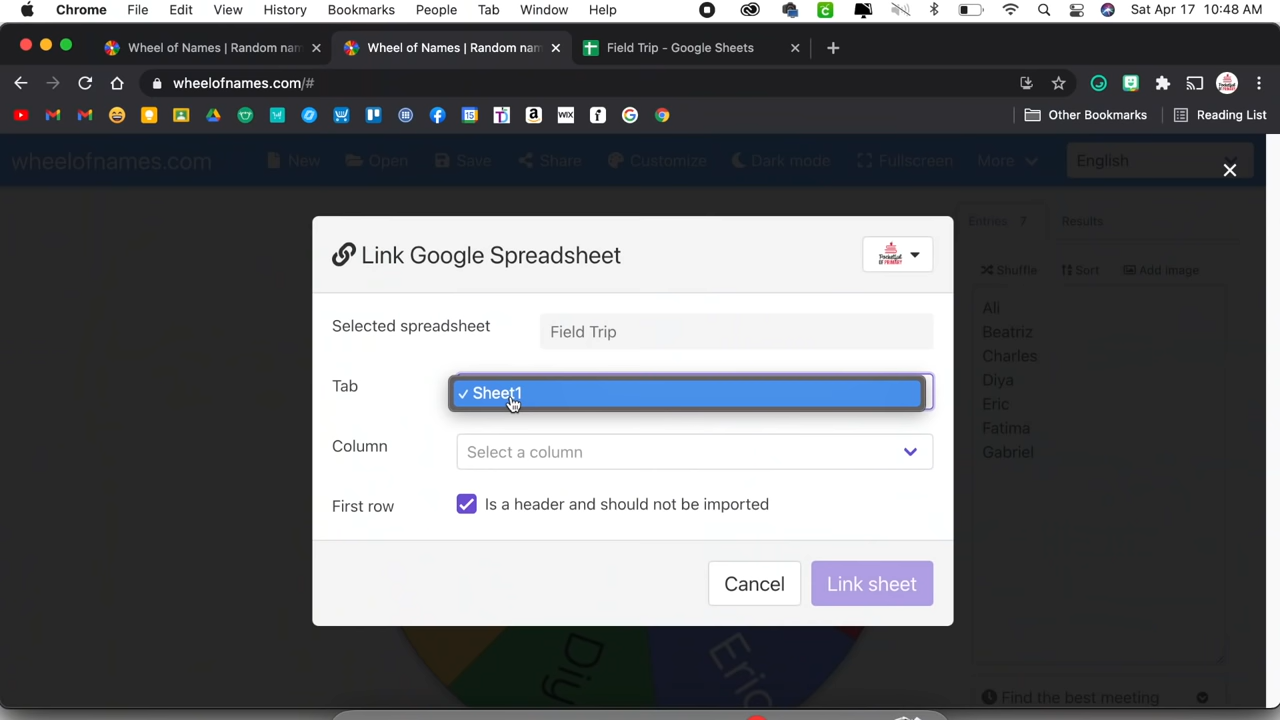 Chrome File Edit View History Bookmarks People Tab Window Help Sat Apr 17 10:48 AM
Wheel of Names | Random nam Wheel of Names | Random nam Field Trip - Google Sheets
wheelofnames.com/#
Other Bookmarks Reading List
wheelofnames.com New Open Save Share Customize Dark mode Fullscreen More English
Entries 7 Results
Link Google Spreadsheet
Shuffle Sort Add image
Selected spreadsheet Field Trip
Tab Sheet1
Column Select a column
First row Is a header and should not be imported
Cancel Link sheet
Ali
Beatriz
Charles
Diya
Eric
Fatima
Gabriel
Diy
Eric
Find the best meeting